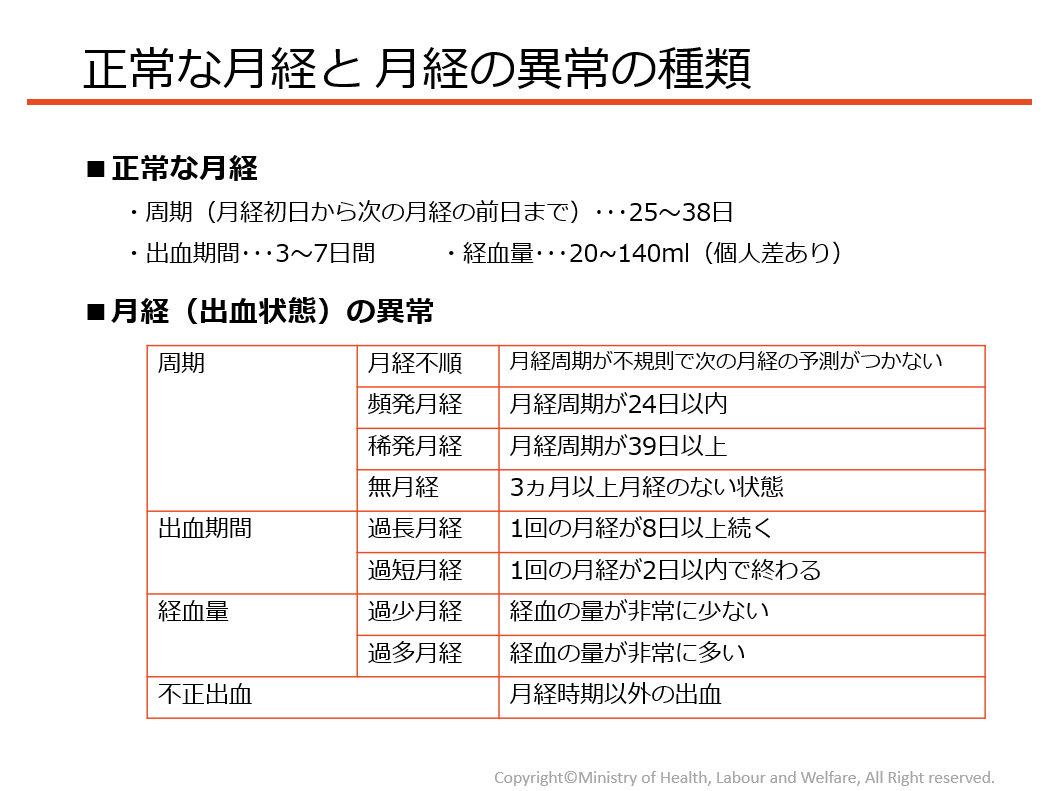 正常な月経と 月経の異常の種類
■正常な月経
・周期（月経初日から次の月経の前日まで）･･･25～38日
・出血期間･･･3～7日間　　・経血量･･･20~140ml（個人差あり）
■月経（出血状態）の異常
周期　月経不順　月経周期が不規則で次の月経の予測がつかない
頻発月経　月経周期が24日以内
稀発月経　月経周期が39日以上
無月経　3ヵ月以上月経のない状態
出血期間　過長月経　1回の月経が8日以上続く
過短月経　1回の月経が2日以内で終わる
経血量　過少月経　経血の量が非常に少ない
過多月経　経血の量が非常に多い
不正出血　月経時期以外の出血
Copyright©Ministry of Health, Labour and Welfare, All Right reserved.